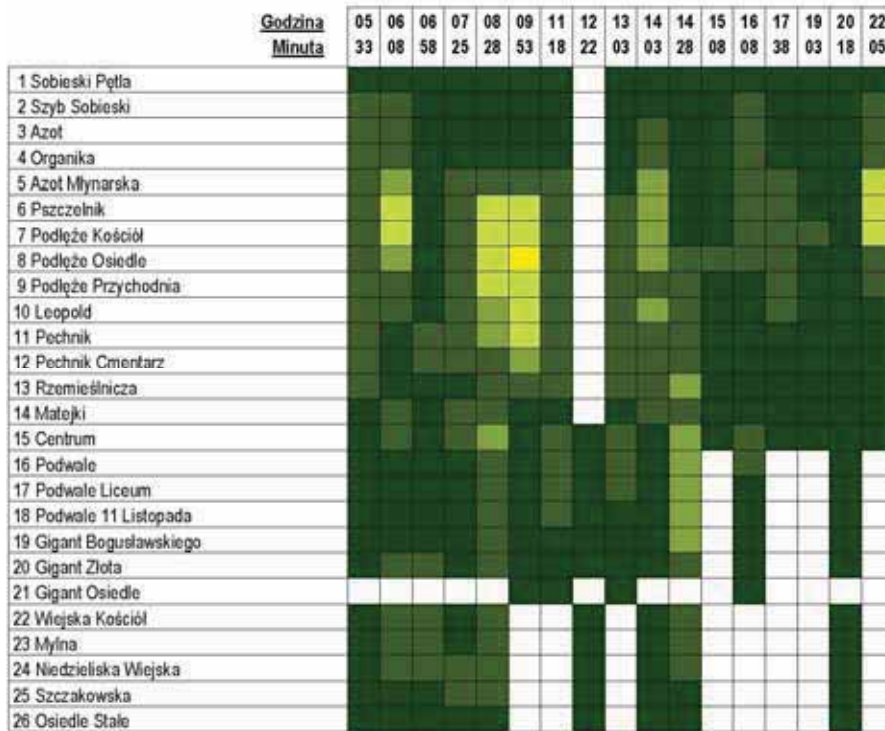 Godzina 05 06 06 07 08 09 11 12 13 14 14 15 16 17 19 20 22
Minuta 33 08 58 25 28 53 18 22 03 03 28 08 08 38 03 18 05
1 Sobieski Pętla
2 Szyb Sobieski
3 Azot
4 Organika
5 Azot Młynarska
6 Pszczelnik
7 Podłęże Kościół
8 Podłęże Osiedle
9 Podłęże Przychodnia
10 Leopold
11 Pechnik
12 Pechnik Cmentarz
13 Rzemieślnicza
14 Matejki
15 Centrum
16 Podwale
17 Podwale Liceum
18 Podwale 11 Listopada
19 Gigant Bogusławskiego
20 Gigant Złota
21 Gigant Osiedle
22 Wiejska Kościół
23 Mylna
24 Niedzieliska Wiejska
25 Szczakowska
26 Osiedle Stałe